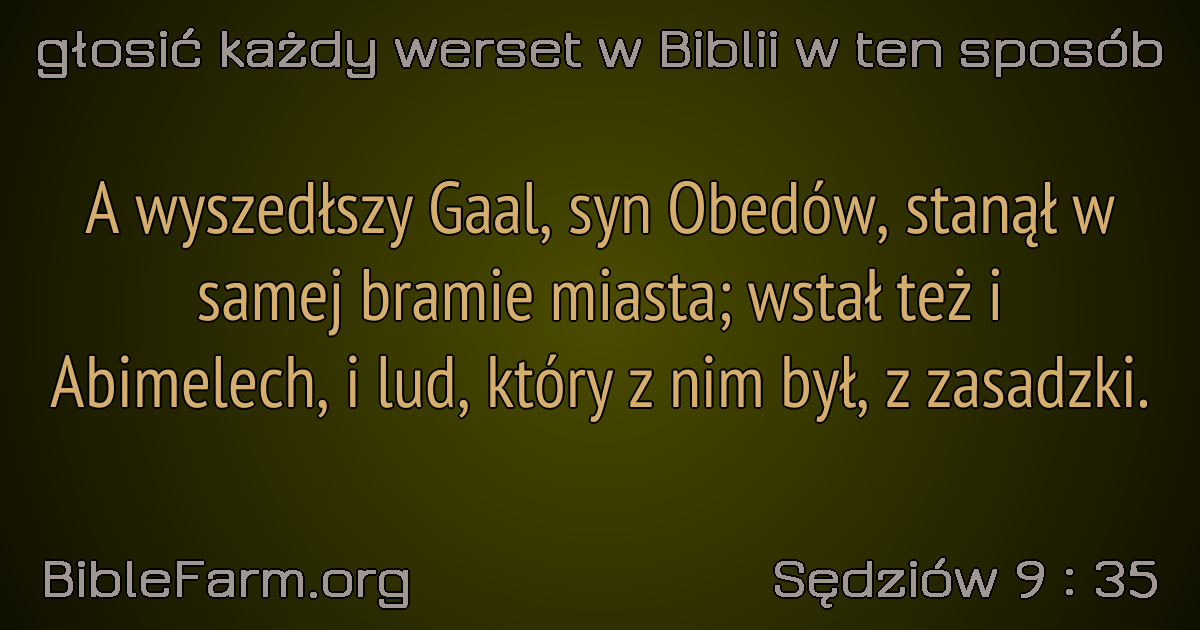 głosić każdy werset w Biblii w ten sposób
A wyszedłszy Gaal, syn Obedów, stanął w
samej bramie miasta; wstał też i
Abimelech, i lud, który z nim był, z zasadzki.
BibleFarm.org
Sędziów 9 : 35